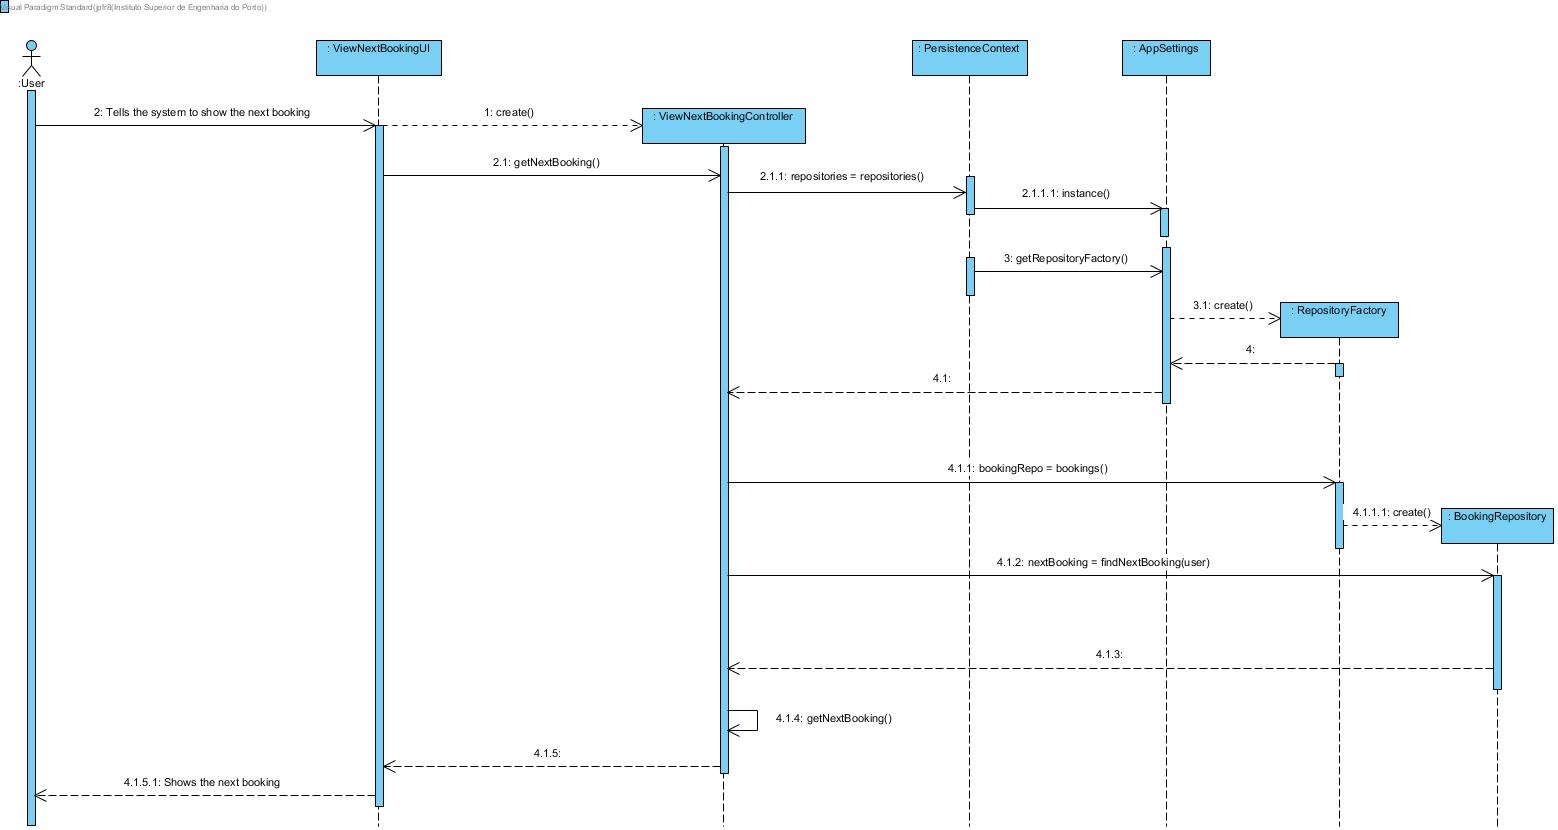 Visual Paradigm Standard(jpfr8(Instituto Superior de Engenharia do Porto))
: ViewNextBookingUI
: PersistenceContext
: AppSettings
:User
2: Tells the system to show the next booking
1: create()
: ViewNextBookingController
2.1: getNextBooking()
2.1.1: repositories = repositories()
2.1.1.1: instance()
3: getRepositoryFactory()
3.1: create()
: RepositoryFactory
4:
4.1:
4.1.1: bookingRepo = bookings()
4.1.1.1: create()
: BookingRepository
4.1.2: nextBooking = findNextBooking(user)
4.1.3:
4.1.4: getNextBooking()
4.1.5:
4.1.5.1: Shows the next booking